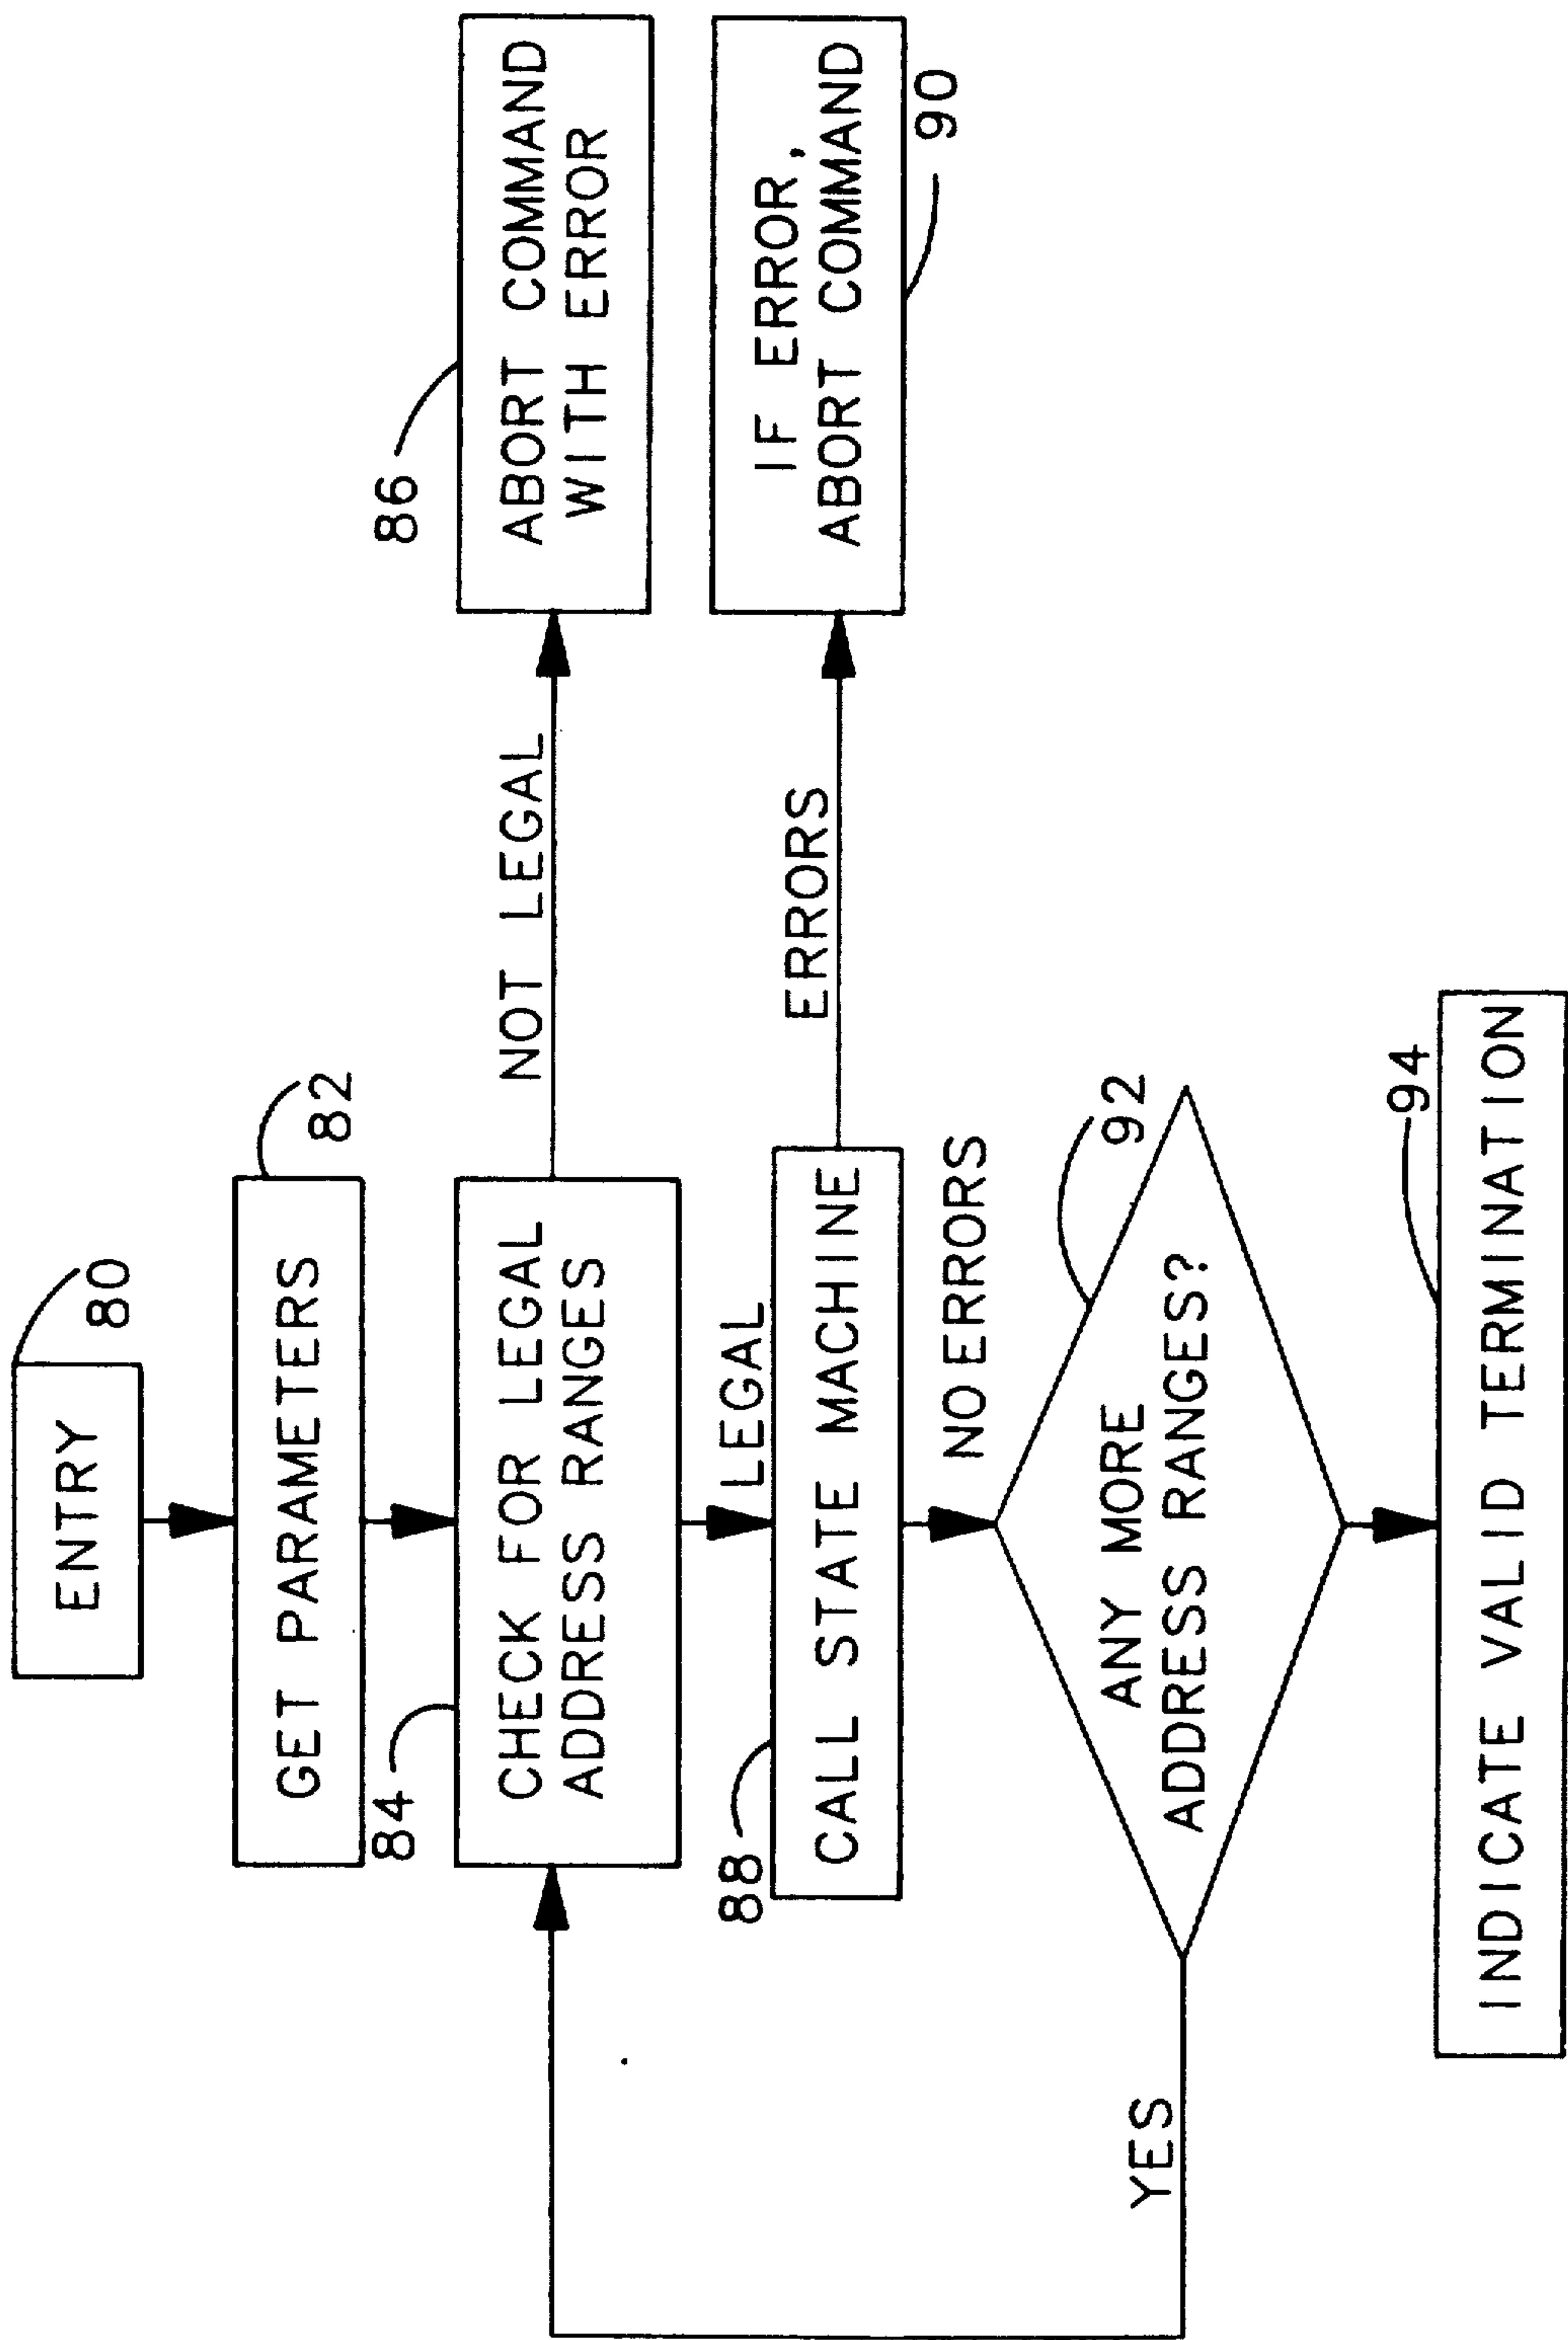 ENTRY
80
GET PARAMETERS
82
84
CHECK FOR LEGAL
ADDRESS RANGES
NOT LEGAL
86
ABORT COMMAND
WITH ERROR
LEGAL
88
CALL STATE MACHINE
ERRORS
IF ERROR,
ABORT COMMAND
90
NO ERRORS
92
ANY MORE
ADDRESS RANGES?
YES
94
INDICATE VALID TERMINATION